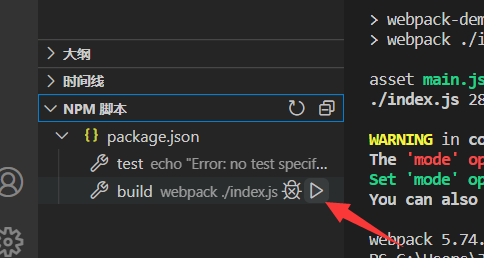 大纲
时间线
NPM 脚本
package.json
test echo "Error: no test specif...
build webpack ./index.js
> webpack-dem
> webpack ./i
asset main.js
./index.js 28
WARNING in co
The 'mode' op
Set 'mode' op
You can also
webpack 5.74.